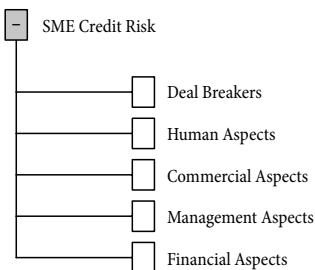 SME Credit Risk
Deal Breakers
Human Aspects
Commercial Aspects
Management Aspects
Financial Aspects